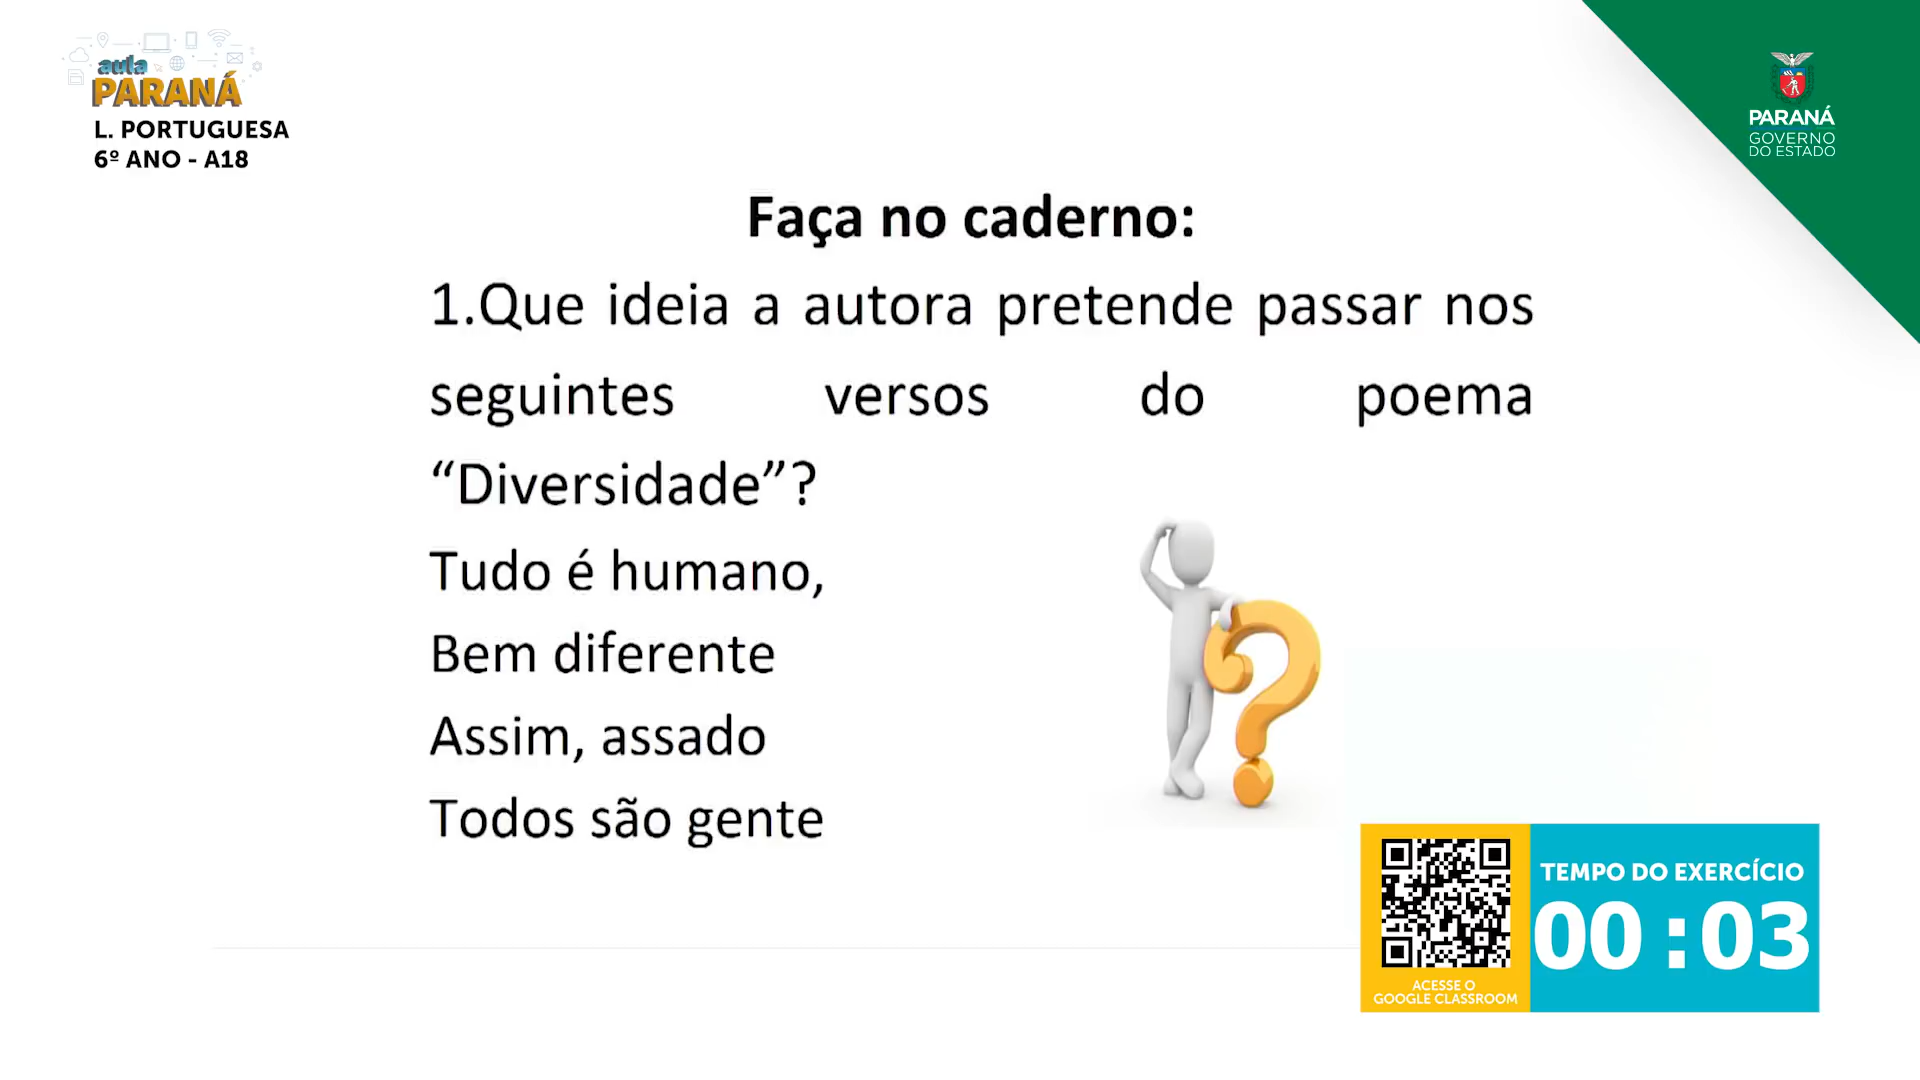 aula
PARANÁ
L. PORTUGUESA
6º ANO - A18
PARANÁ
GOVERNO
DO ESTADO
Faça no caderno:
1.Que ideia a autora pretende passar nos
seguintes versos do poema
“Diversidade”?
Tudo é humano,
Bem diferente
Assim, assado
Todos são gente
TEMPO DO EXERCÍCIO
00:03
ACESSE O
GOOGLE CLASSROOM